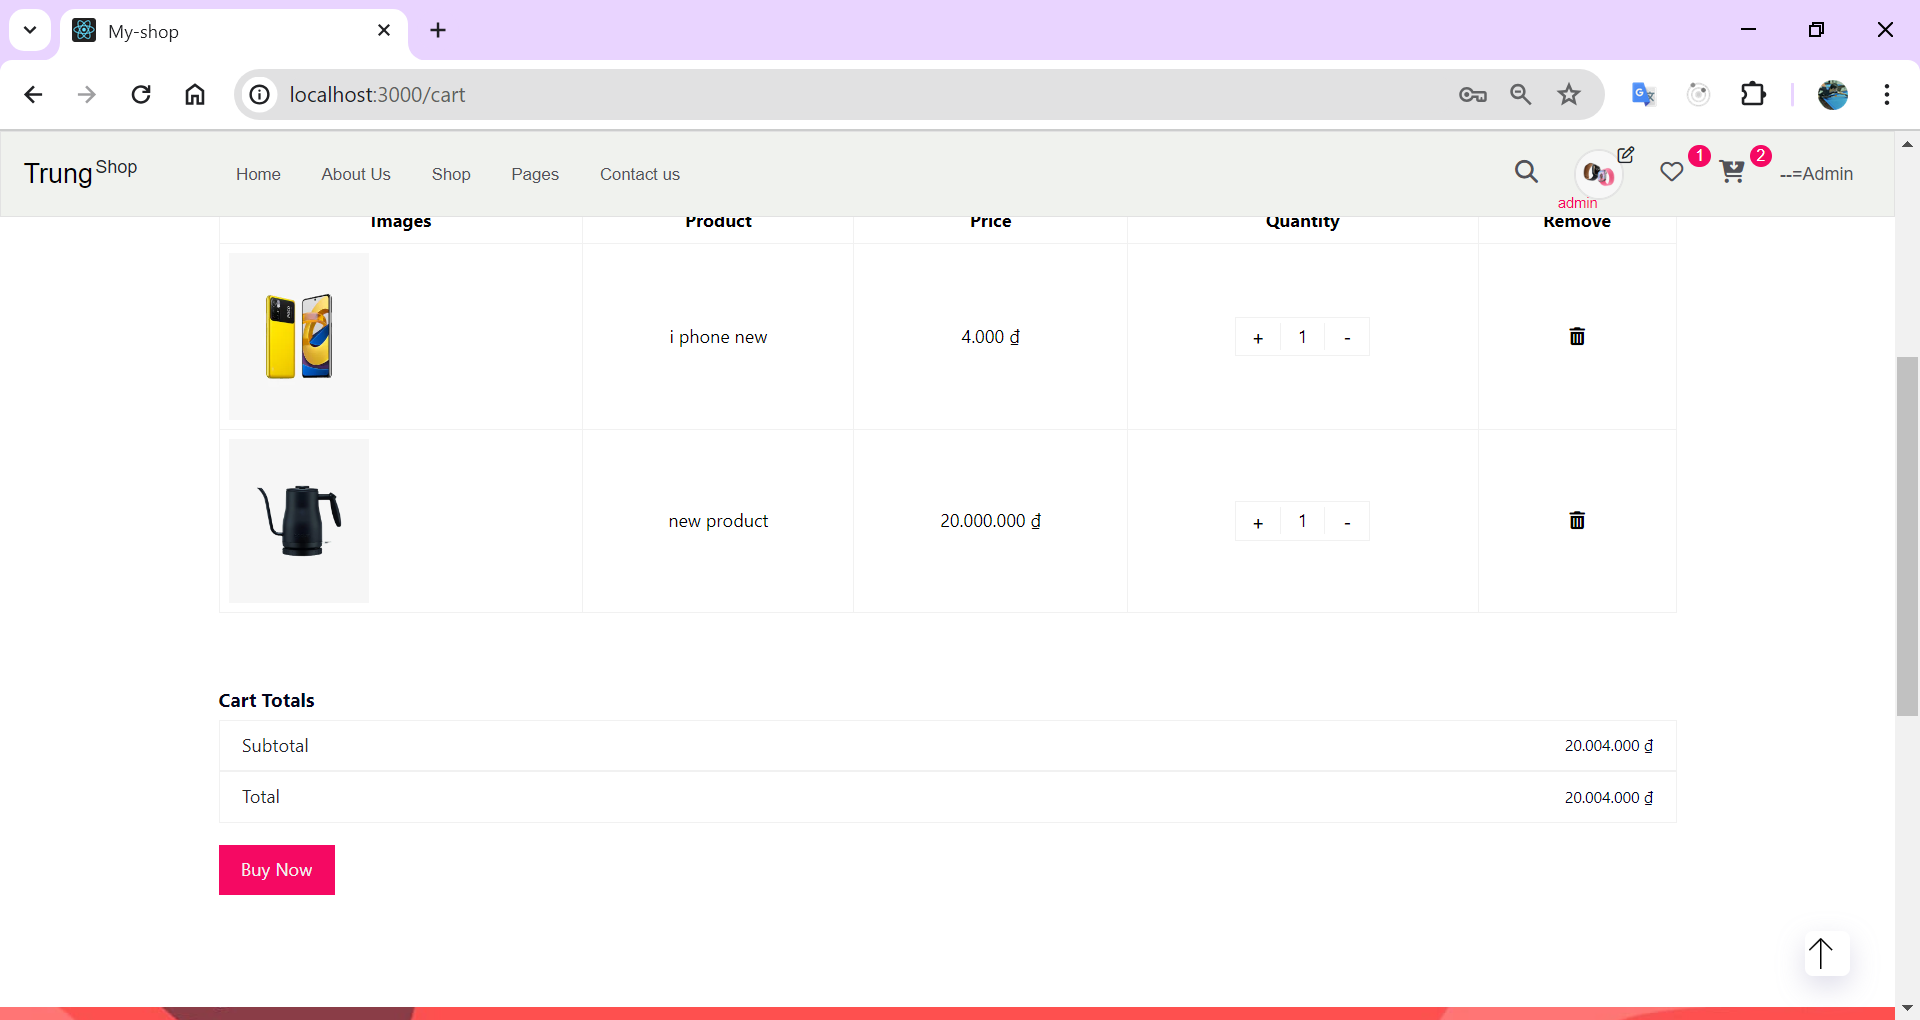 My-shop
localhost:3000/cart
Trung Shop
Home
About Us
Shop
Pages
Contact us
admin
1
2
--=Admin
Images
Product
Price
Quantity
Remove
i phone new
4.000 ₫
+ 1 -
new product
20.000.000 ₫
+ 1 -
Cart Totals
Subtotal
20.004.000 ₫
Total
20.004.000 ₫
Buy Now